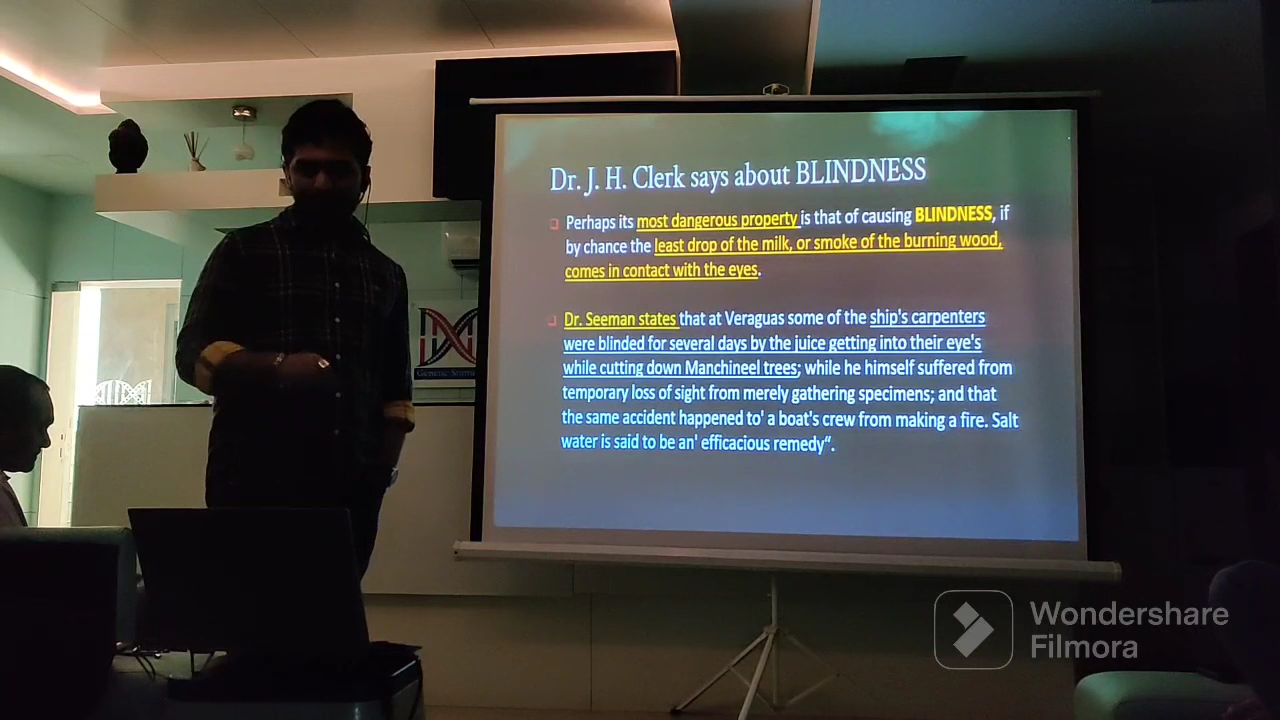 Dr. J. H. Clerk says about BLINDNESS
Perhaps its most dangerous property is that of causing BLINDNESS, if
by chance the least drop of the milk, or smoke of the burning wood,
comes in contact with the eyes.
Dr. Seeman states that at Veraguas some of the ship's carpenters
were blinded for several days by the juice getting into their eye's
while cutting down Manchineel trees; while he himself suffered from
temporary loss of sight from merely gathering specimens; and that
the same accident happened to' a boat's crew from making a fire. Salt
water is said to be an' efficacious remedy“.
Genetic
Wondershare
Filmora